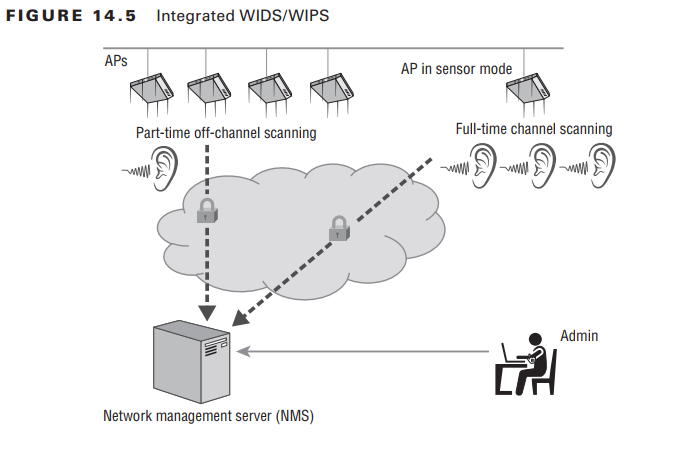 FIGURE 14.5 Integrated WIDS/WIPS
APs
AP in sensor mode
Part-time off-channel scanning
Full-time channel scanning
Admin
Network management server (NMS)